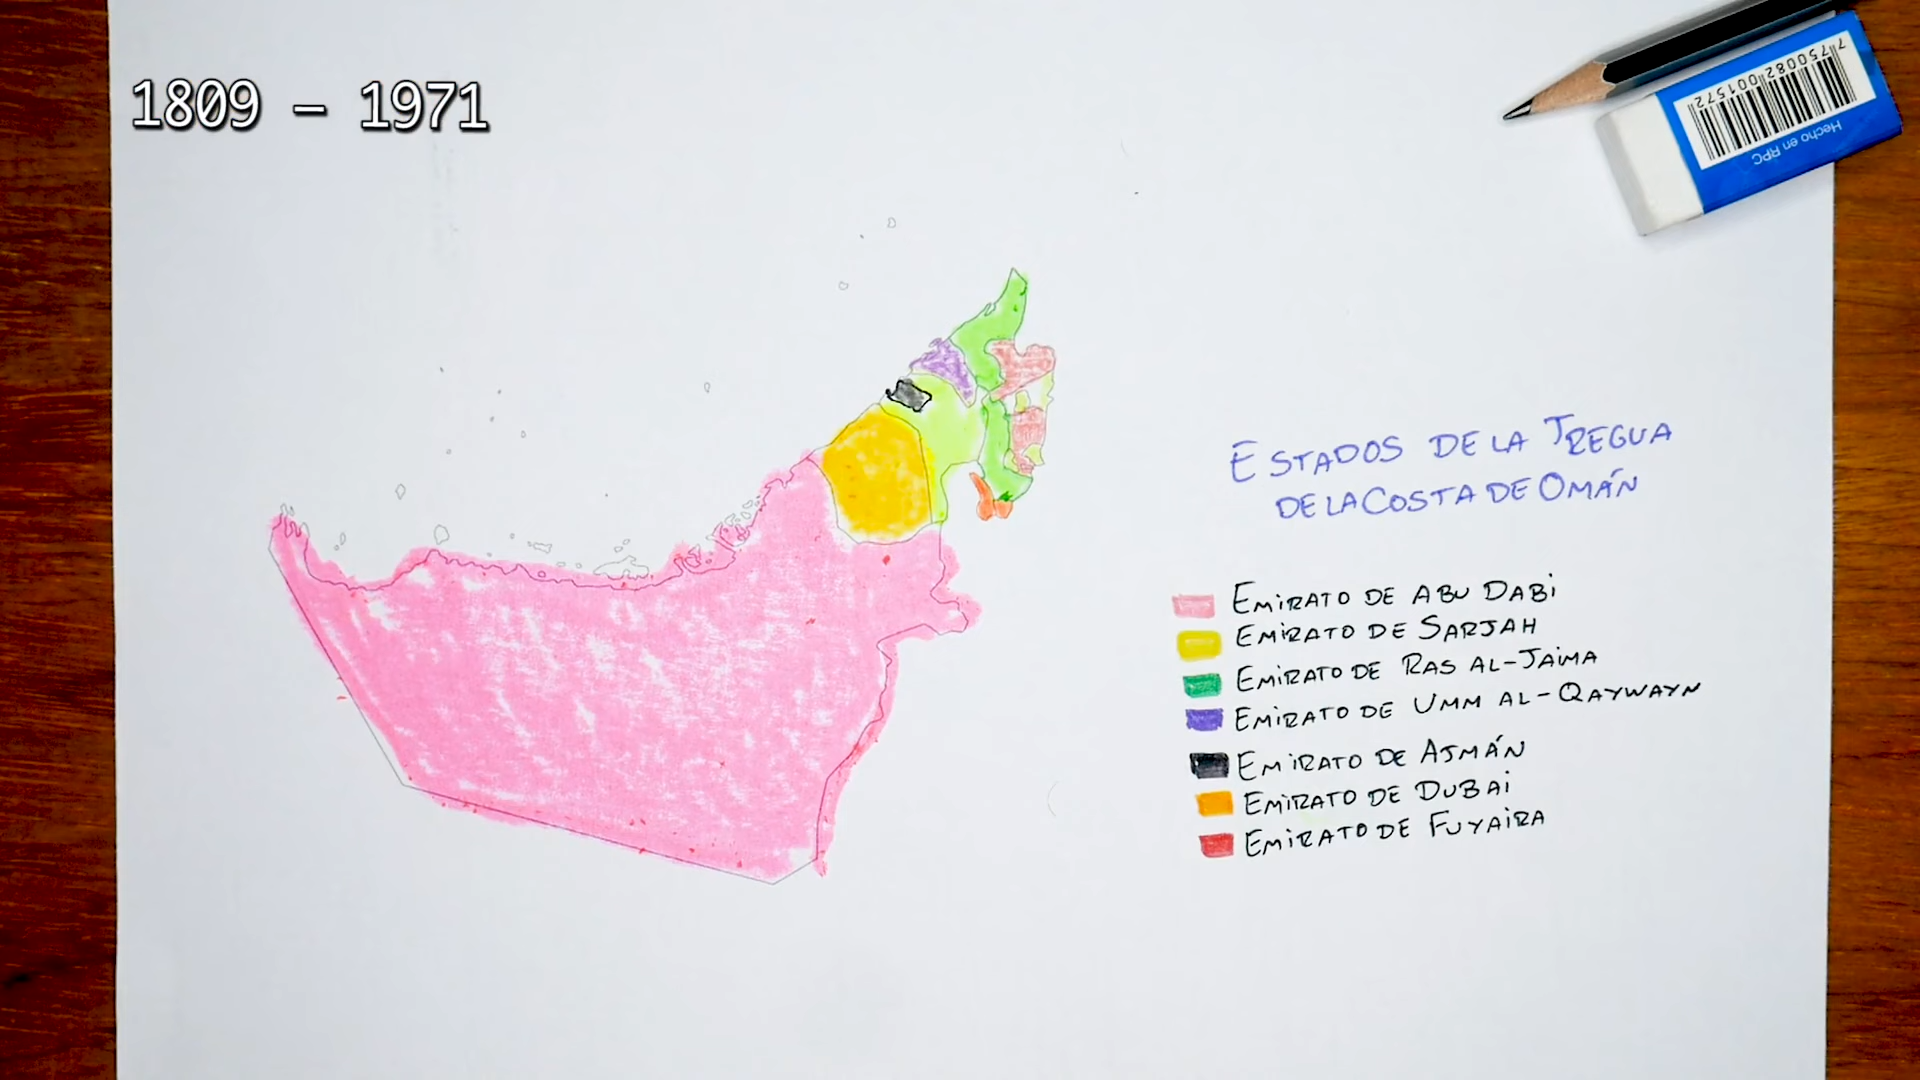 1809 – 1971
7750082001572
Hecho en RPC
ESTADOS DE LA TREGUA
DE LA COSTA DE OMÁN
EMIRATO DE ABU DABI
EMIRATO DE SARJAH
EMIRATO DE RAS AL-JAIMA
EMIRATO DE UMM AL-QAYWAYN
EMIRATO DE AJMÁN
EMIRATO DE DUBAI
EMIRATO DE FUYAIRA